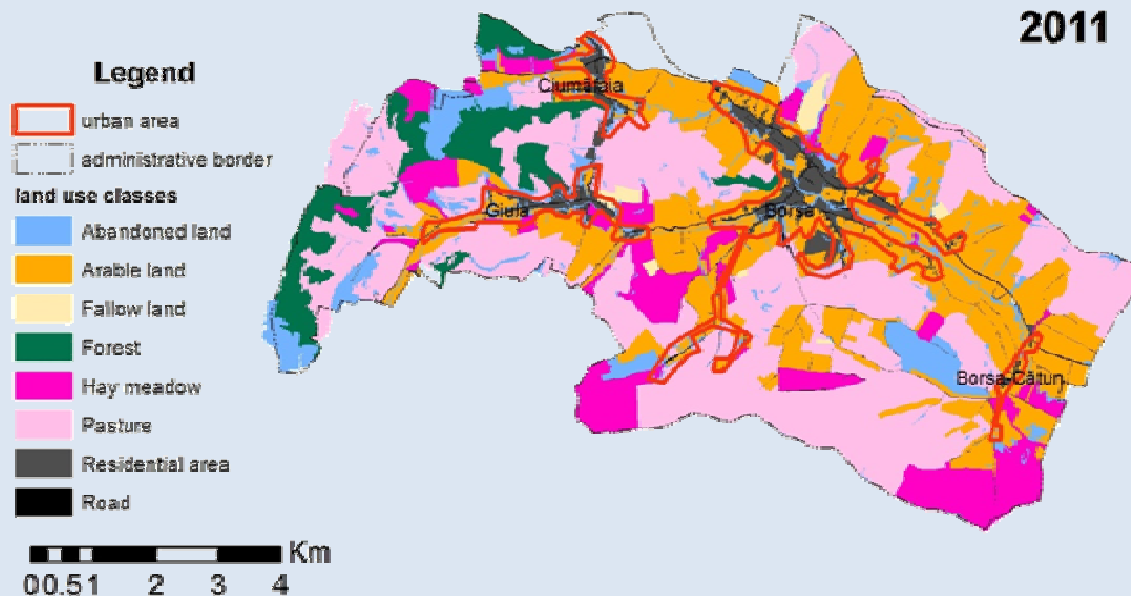 2011
Legend
urban area
administrative border
land use classes
Abandoned land
Arable land
Fallow land
Forest
Hay meadow
Pasture
Residential area
Road
Km
00.51 2 3 4
Ciumăfaia
Giula
Borșa
Borșa-Cătun